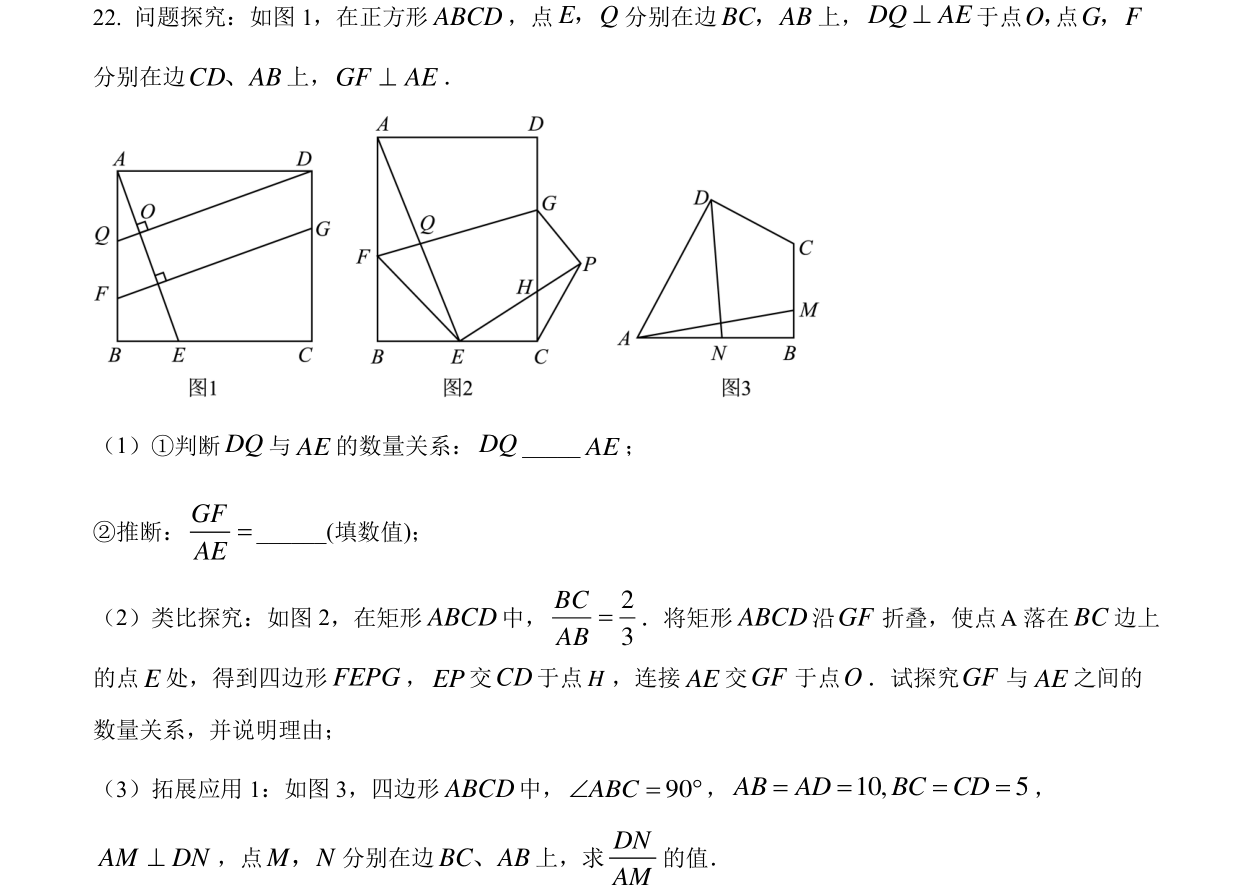 22. 问题探究：如图 1，在正方形 ABCD，点 E，Q 分别在边 BC，AB 上，DQ⊥AE 于点 O，点 G，F
分别在边 CD、AB 上，GF⊥AE．
A D
O
Q
G
F
B E C
图1
A D
G
Q
F
P
H
B E C
图2
D
C
M
A
N B
图3
（1）①判断 DQ 与 AE 的数量关系：DQ _____ AE；
②推断：GF/AE = ______(填数值)；
（2）类比探究：如图 2，在矩形 ABCD 中，BC/AB = 2/3．将矩形 ABCD 沿 GF 折叠，使点 A 落在 BC 边上
的点 E 处，得到四边形 FEPG，EP 交 CD 于点 H，连接 AE 交 GF 于点 O．试探究 GF 与 AE 之间的
数量关系，并说明理由；
（3）拓展应用 1：如图 3，四边形 ABCD 中，∠ABC = 90°，AB = AD = 10, BC = CD = 5，
AM ⊥ DN，点 M，N 分别在边 BC、AB 上，求 DN/AM 的值．